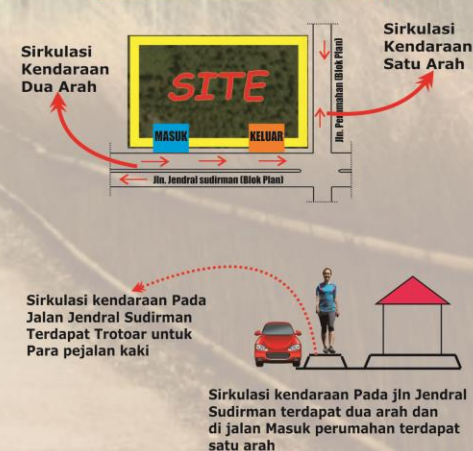 Sirkulasi
Kendaraan
Dua Arah
SITE
MASUK
KELUAR
Jln. Jendral sudirman (Blok Plan)
Jln. Perumahan (Blok Plan)
Sirkulasi
Kendaraan
Satu Arah
Sirkulasi kendaraan Pada
Jalan Jendral Sudirman
Terdapat Trotoar untuk
Para pejalan kaki
Sirkulasi kendaraan Pada jln Jendral
Sudirman terdapat dua arah dan
di jalan Masuk perumahan terdapat
satu arah